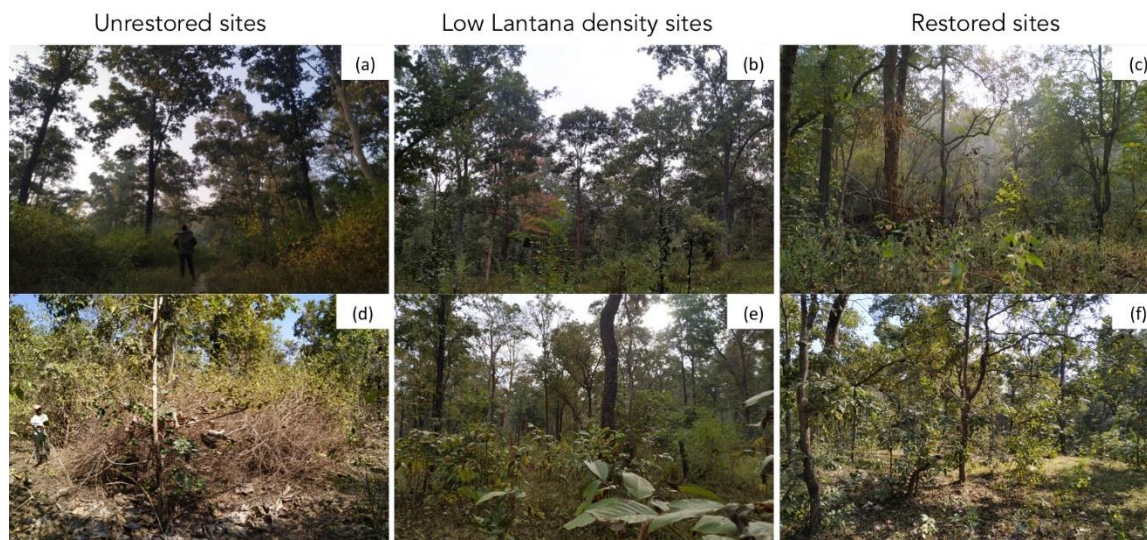 Unrestored sites
Low Lantana density sites
Restored sites
(a)
(b)
(c)
(d)
(e)
(f)